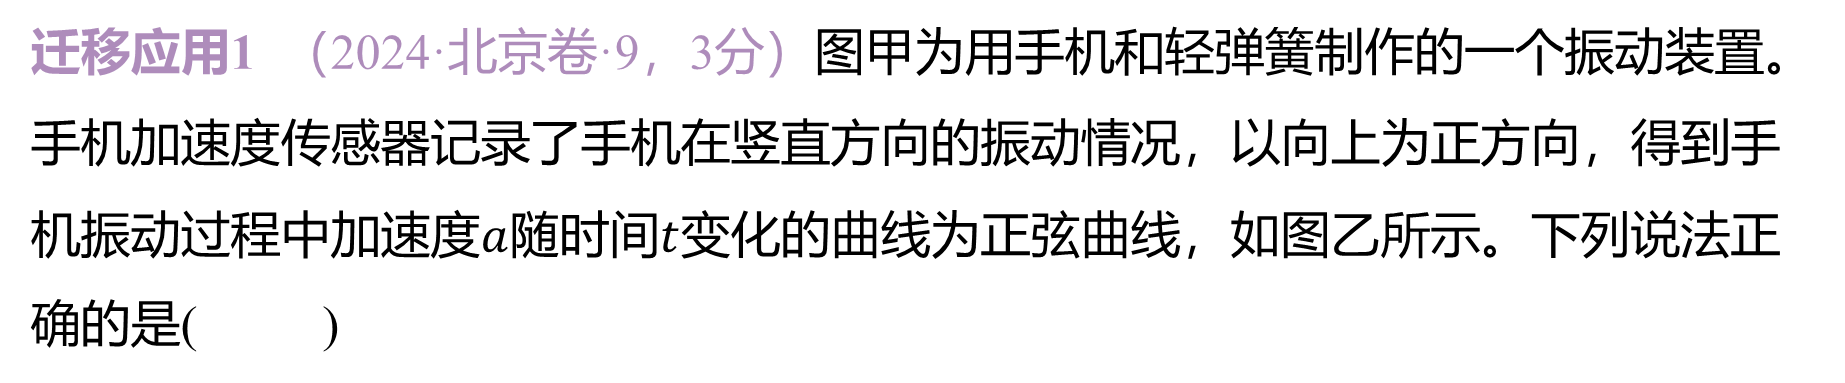 迁移应用1 （2024·北京卷·9，3分）图甲为用手机和轻弹簧制作的一个振动装置。
手机加速度传感器记录了手机在竖直方向的振动情况，以向上为正方向，得到手
机振动过程中加速度a随时间t变化的曲线为正弦曲线，如图乙所示。下列说法正
确的是( )